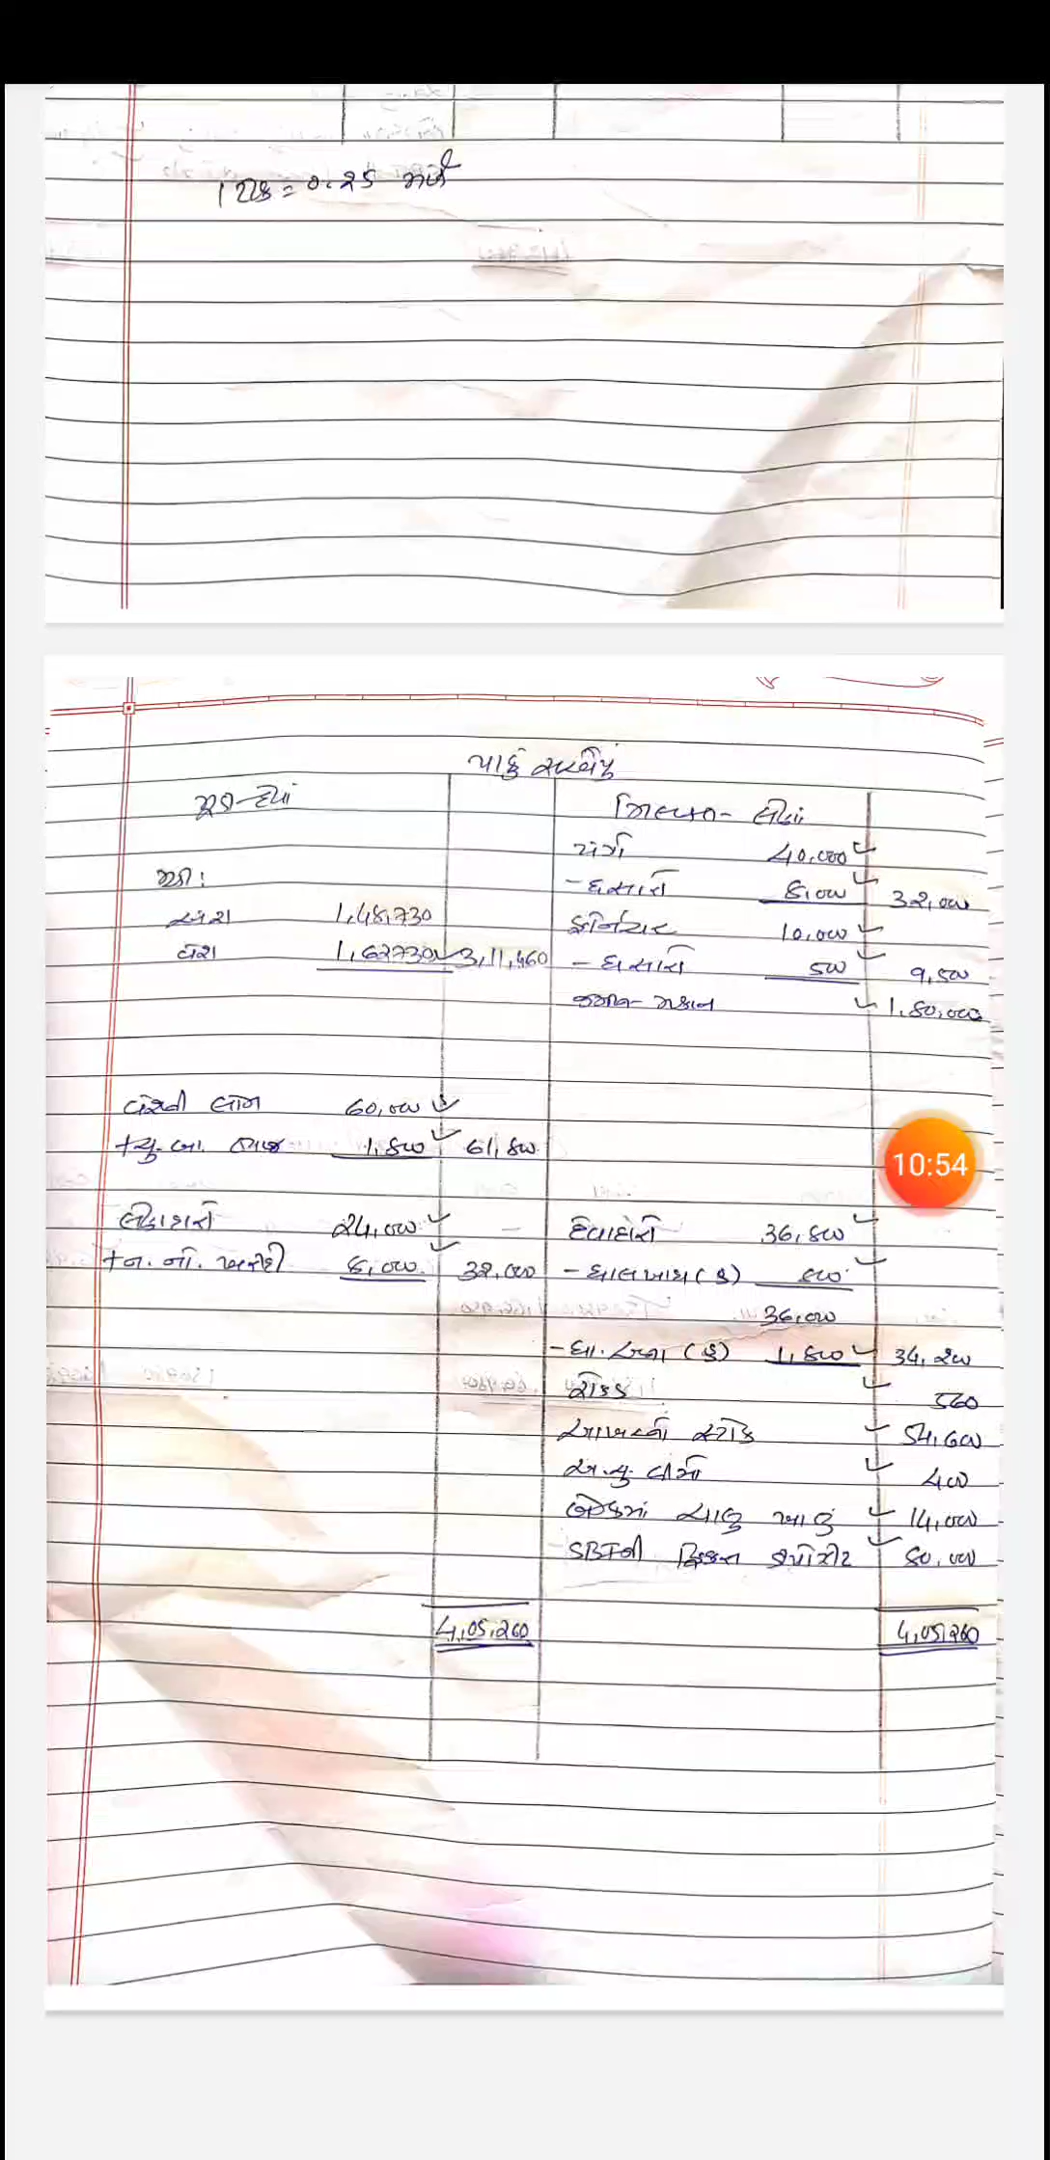 પાકું સરવૈયું
મૂડી-દેવાં
મિલકત- લેણાં
યંત્રો 40,000
મૂડી:
- ઘસારો 8,000 32,000
1,48,730
ફર્નિચર 10,000
વંશ 1,62,730 3,11,460
- ઘસારો 500 9,500
જમીન- મકાન 1,80,000
લોન 60,000
+ ચુ.બા. વ્યાજ 1,800 61,800
લેણદારો 24,000
દેવાદારો 36,800
+ ન. નોં. ખરીદી 8,000 32,000
- ઘાલખાધ 800
36,000
- ઘા. અના 1,800 34,200
રોકડ 560
આખરનો સ્ટોક 54,600
અ.ચુ. વીમો 400
બેંકમાં ચાલુ ખાતું 14,000
SBIની ફિક્સ ડિપોઝીટ 80,000
4,05,260 4,05,260
10:54